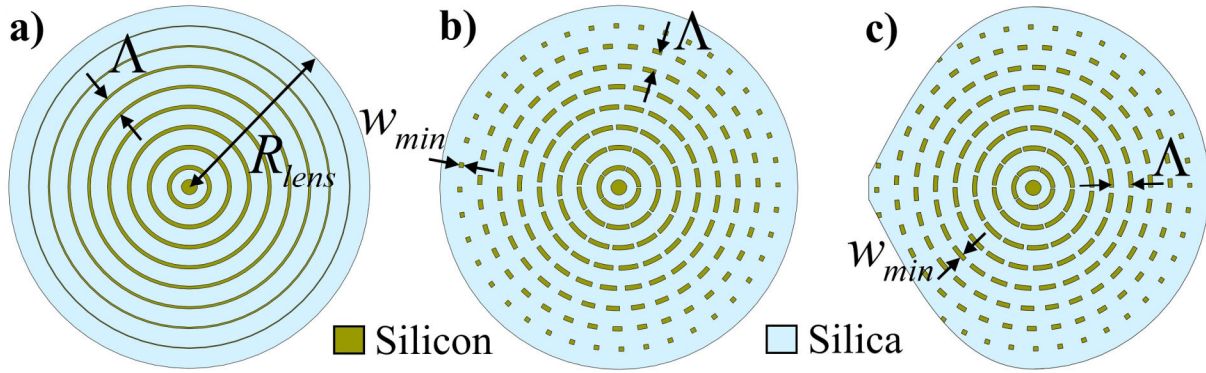 a)
Λ
R_lens
b)
Λ
w_min
c)
Λ
w_min
Silicon
Silica